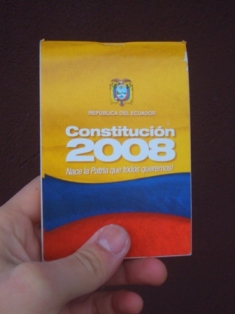 REPÚBLICA DEL ECUADOR
Constitución
2008
Nace la Patria que todos queremos!